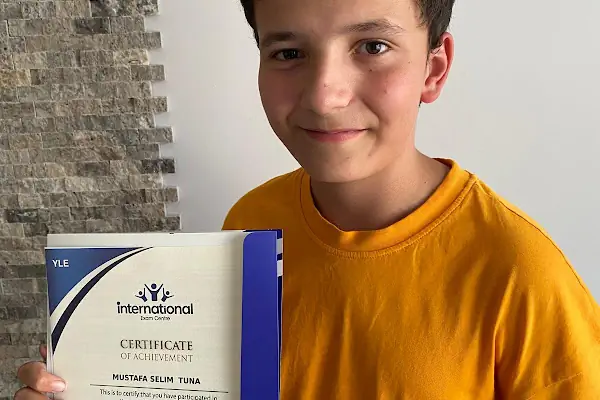 YLE
international
Exam Centre
CERTIFICATE
OF ACHIEVEMENT
MUSTAFA SELIM TUNA
This is to certify that you have participated in